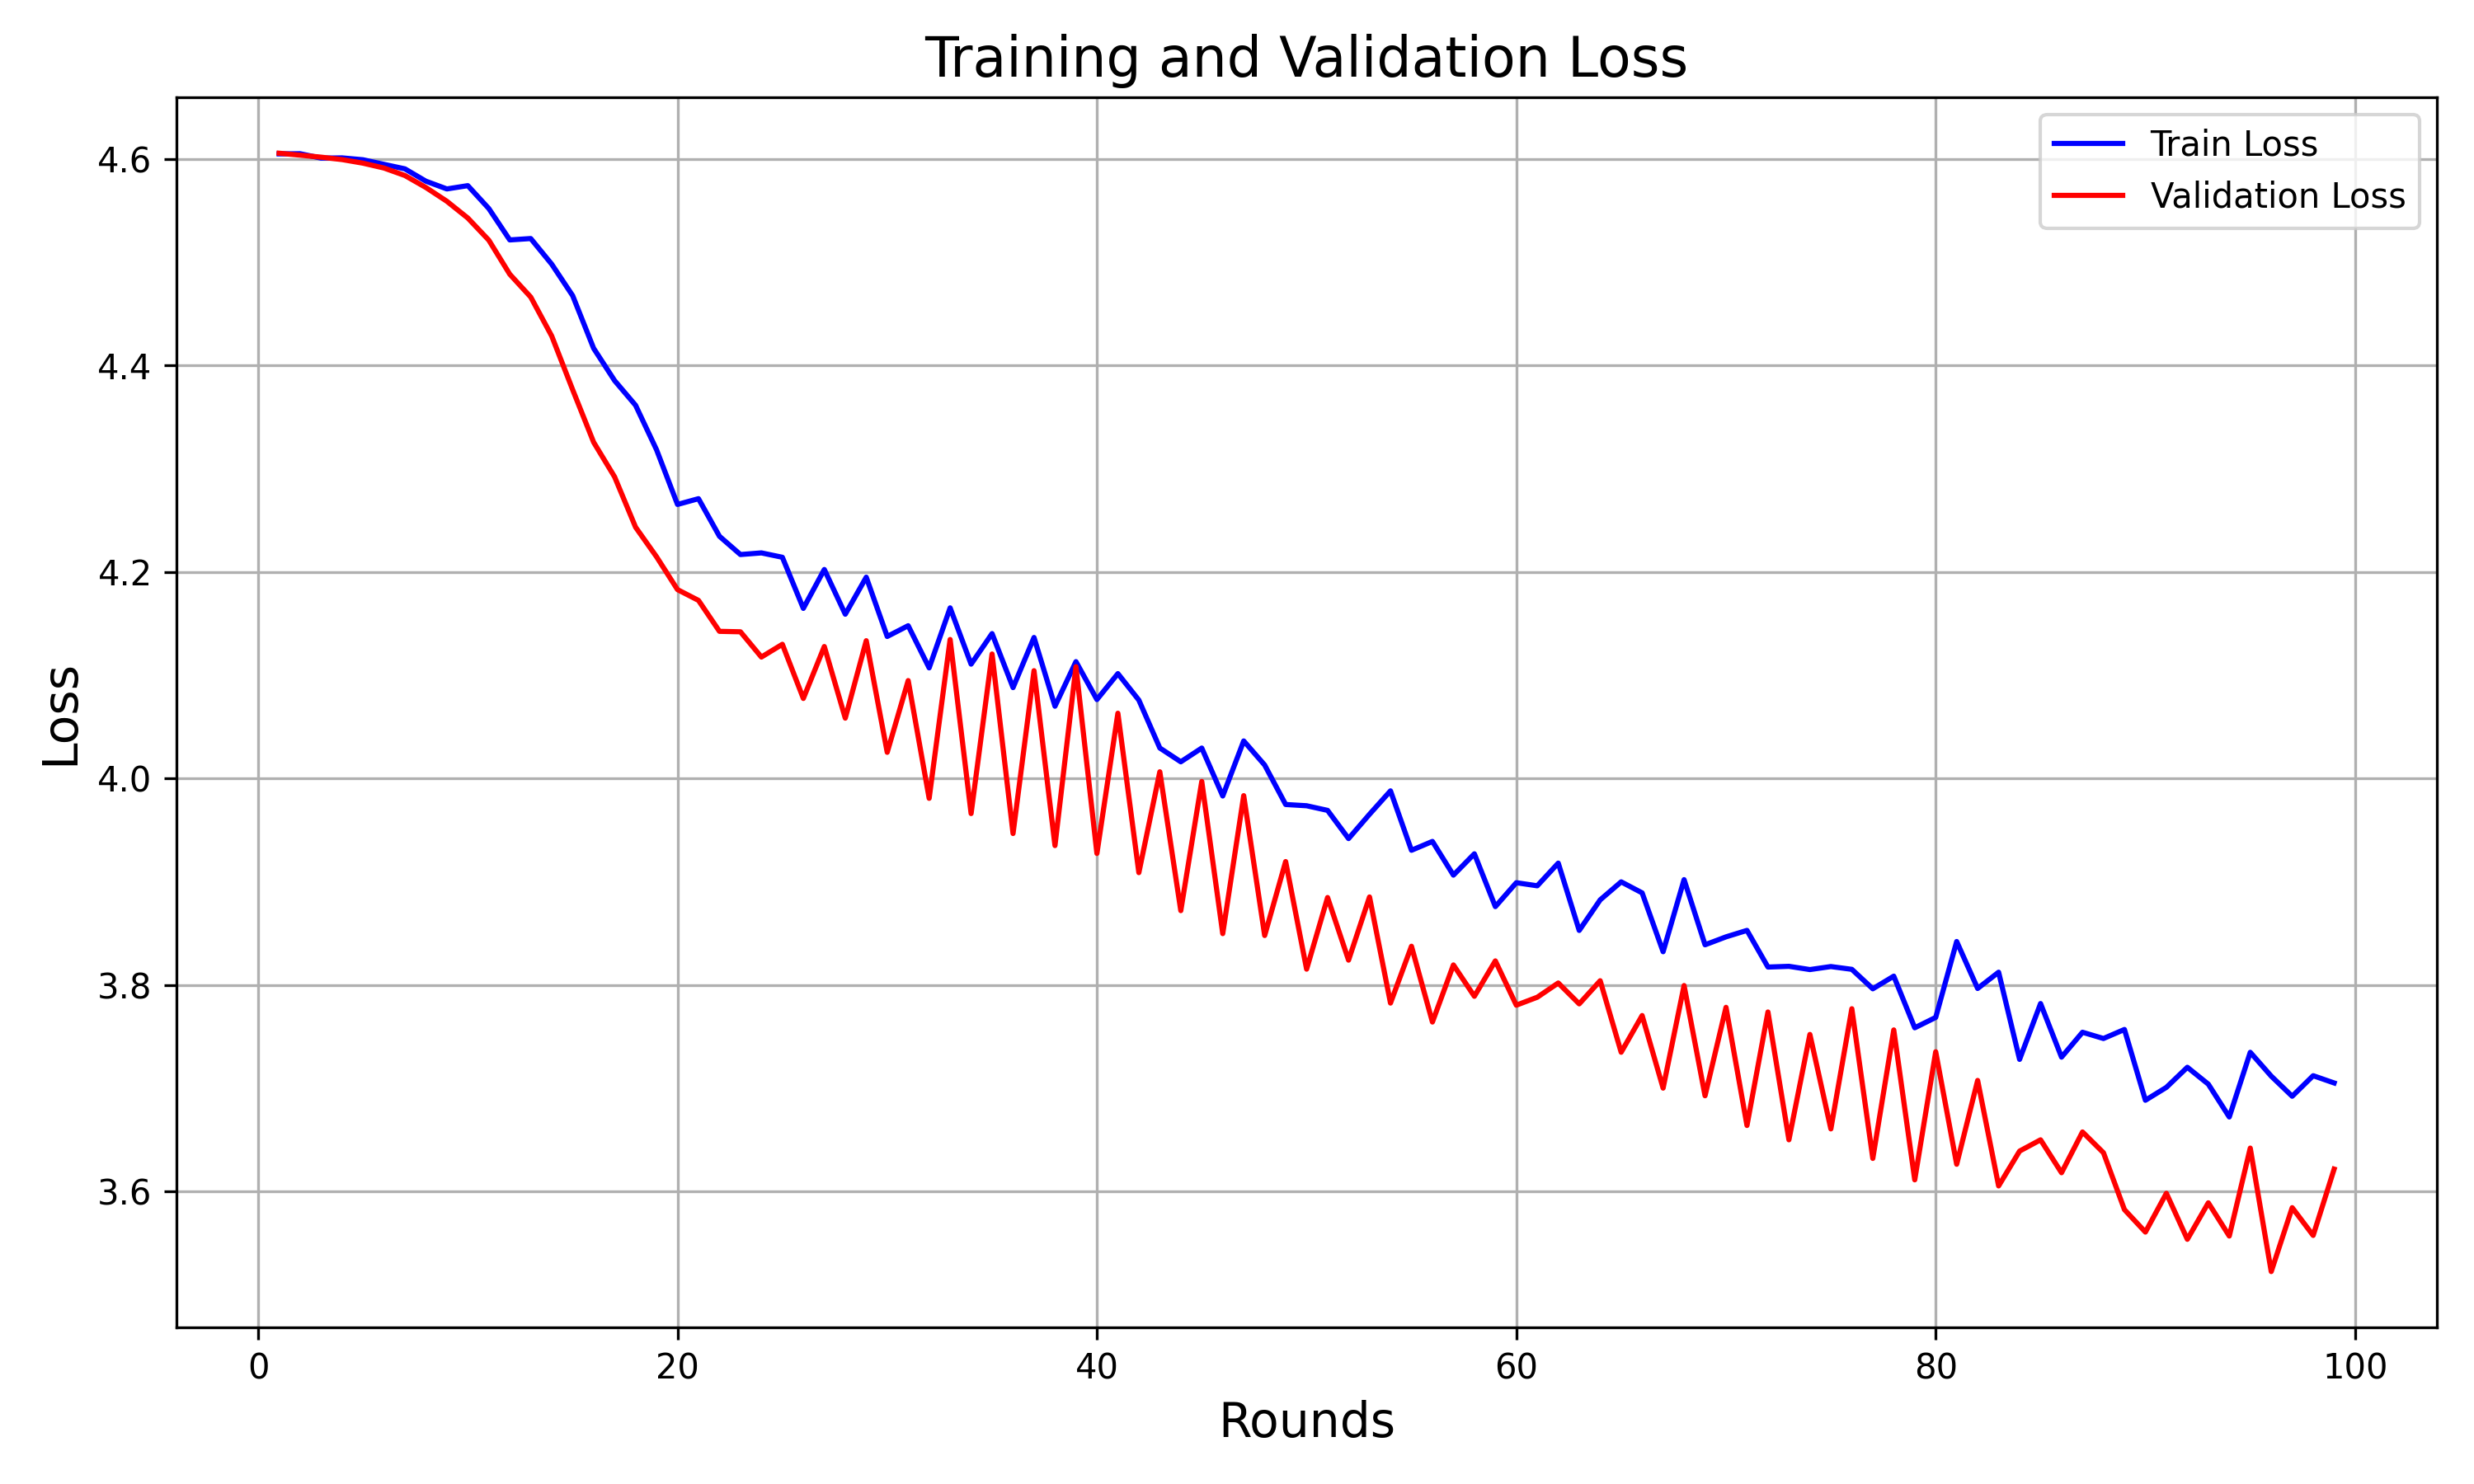 Training and Validation Loss
Train Loss
Validation Loss
4.6
4.4
4.2
4.0
3.8
3.6
Loss
0 20 40 60 80 100
Rounds